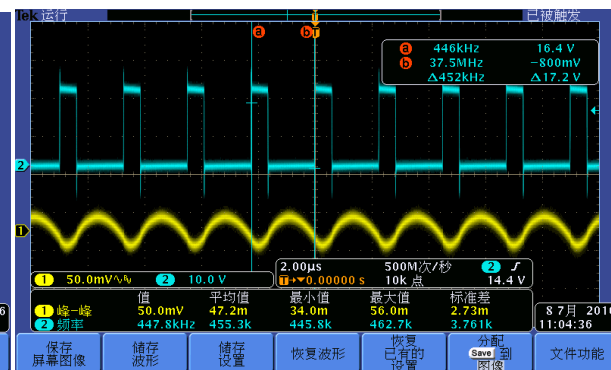 Tek 运行 已被触发
a b T
a 446kHz 16.4 V
b 37.5MHz −800mV
Δ452kHz Δ17.2 V
2
1
1 50.0mV 2 10.0 V
2.00µs 500M次/秒 2
T→▼0.00000 s 10k 点 14.4 V
值 平均值 最小值 最大值 标准差
1 峰−峰 50.0mV 47.2m 34.0m 56.0m 2.73m
2 频率 447.8kHz 455.3k 445.8k 462.7k 3.761k
8 7月 2010
11:04:36
6
保存
屏幕图像
储存
波形
储存
设置
恢复波形
恢复
已有的
设置
分配
Save 到
图像
文件功能